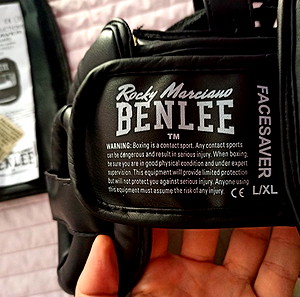 Rocky Marciano
BENLEE
TM
WARNING: Boxing is a contact sport. Any contact sports
can be dangerous and result in serious injury. When boxing,
be sure you are in good physical condition and under expert
supervision. This equipment will provide limited protection
But will not protect you against serious injury. Anyone using
this equipment must assume the risk of any injury.
CE
FACESAVER
L/XL
FACESAVER
BENLEE